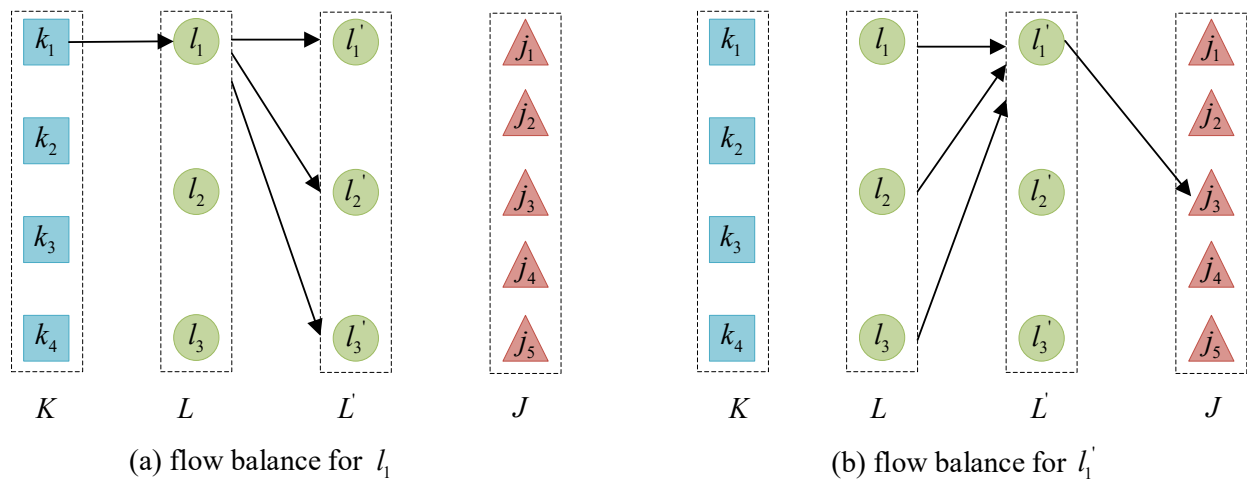 k₁ l₁ l₁' j₁ k₁ l₁ l₁' j₁
j₂ j₂
k₂ k₂
l₂ l₂' j₃ l₂ l₂' j₃
k₃ k₃
j₄ j₄
k₄ l₃ l₃' j₅ k₄ l₃ l₃' j₅
K L L' J K L L' J
(a) flow balance for l₁ (b) flow balance for l₁'